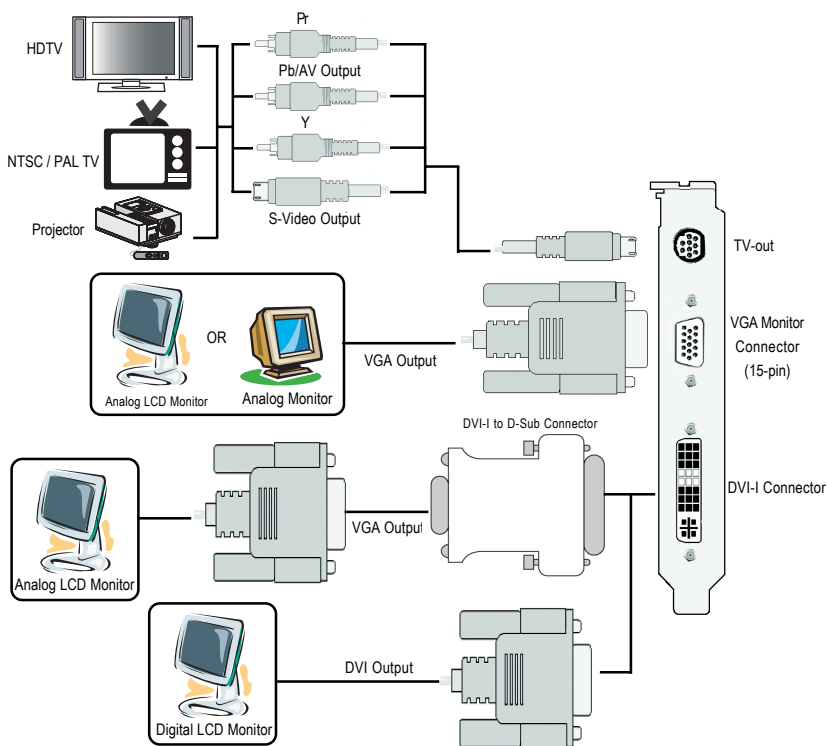 Pr
HDTV
Pb/AV Output
Y
NTSC / PAL TV
S-Video Output
Projector
TV-out
VGA Monitor
Connector
(15-pin)
OR
VGA Output
Analog LCD Monitor
Analog Monitor
DVI-I to D-Sub Connector
DVI-I Connector
VGA Output
Analog LCD Monitor
DVI Output
Digital LCD Monitor